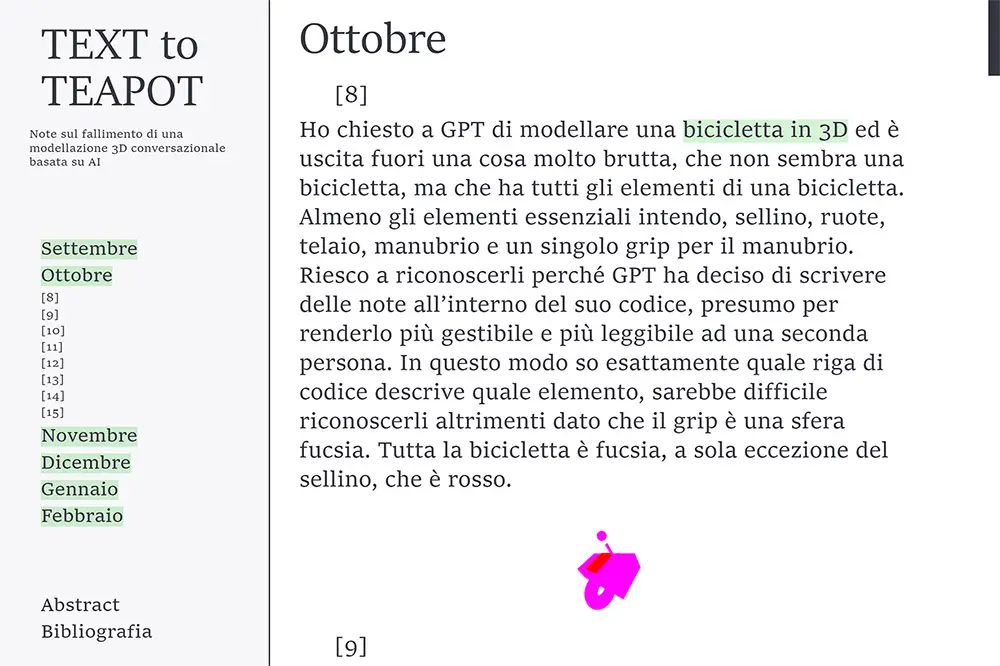 TEXT to
TEAPOT
Note sul fallimento di una
modellazione 3D conversazionale
basata su AI
Settembre
Ottobre
[8]
[9]
[10]
[11]
[12]
[13]
[14]
[15]
Novembre
Dicembre
Gennaio
Febbraio
Abstract
Bibliografia
Ottobre
[8]
Ho chiesto a GPT di modellare una bicicletta in 3D ed è
uscita fuori una cosa molto brutta, che non sembra una
bicicletta, ma che ha tutti gli elementi di una bicicletta.
Almeno gli elementi essenziali intendo, sellino, ruote,
telaio, manubrio e un singolo grip per il manubrio.
Riesco a riconoscerli perché GPT ha deciso di scrivere
delle note all’interno del suo codice, presumo per
renderlo più gestibile e più leggibile ad una seconda
persona. In questo modo so esattamente quale riga di
codice descrive quale elemento, sarebbe difficile
riconoscerli altrimenti dato che il grip è una sfera
fucsia. Tutta la bicicletta è fucsia, a sola eccezione del
sellino, che è rosso.
[9]